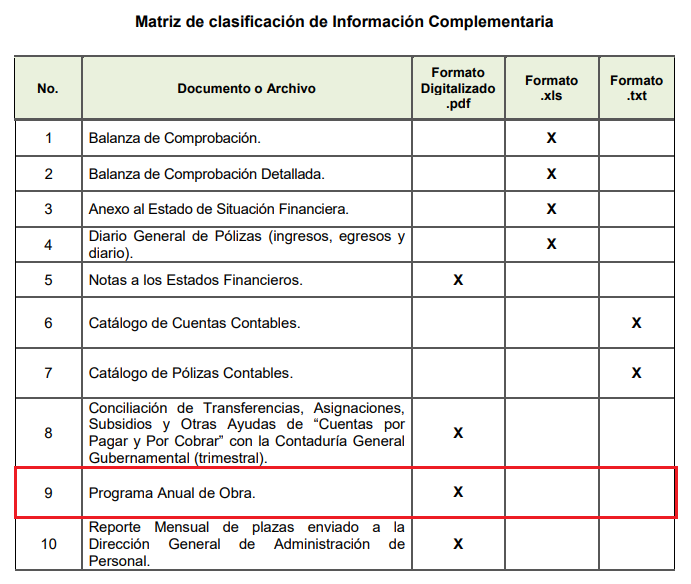 Matriz de clasificación de Información Complementaria
No. Documento o Archivo Formato Digitalizado .pdf Formato .xls Formato .txt
1 Balanza de Comprobación. X
2 Balanza de Comprobación Detallada. X
3 Anexo al Estado de Situación Financiera. X
4 Diario General de Pólizas (ingresos, egresos y
diario). X
5 Notas a los Estados Financieros. X
6 Catálogo de Cuentas Contables. X
7 Catálogo de Pólizas Contables. X
8 Conciliación de Transferencias, Asignaciones,
Subsidios y Otras Ayudas de “Cuentas por
Pagar y Por Cobrar” con la Contaduría General
Gubernamental (trimestral). X
9 Programa Anual de Obra. X
10 Reporte Mensual de plazas enviado a la
Dirección General de Administración de
Personal. X